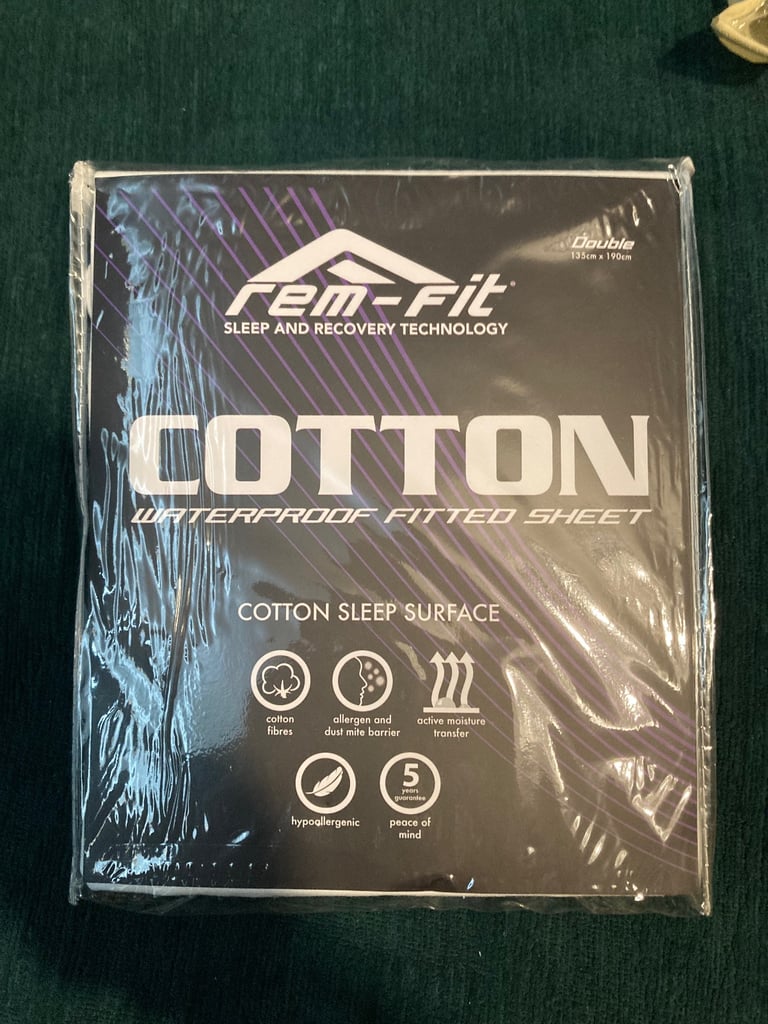 Double
135cm x 190cm
rem-Fit
SLEEP AND RECOVERY TECHNOLOGY
COTTON
WATERPROOF FITTED SHEET
COTTON SLEEP SURFACE
cotton
fibres
allergen and
dust mite barrier
active moisture
transfer
hypoallergenic
5
years
guarantee
peace of
mind